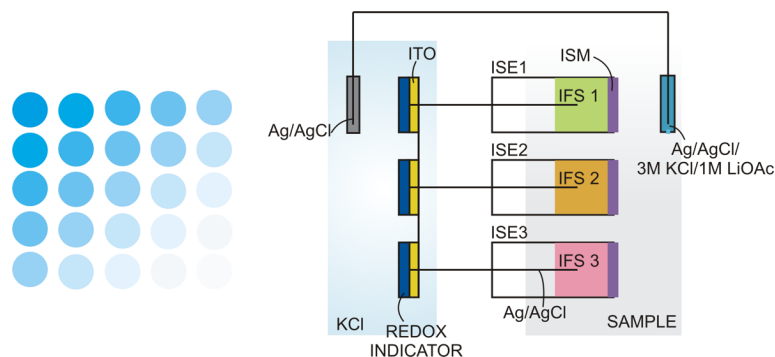 ITO
ISE1
ISM
IFS 1
Ag/AgCl
Ag/AgCl/
3M KCl/1M LiOAc
ISE2
IFS 2
ISE3
IFS 3
Ag/AgCl
KCl
REDOX
INDICATOR
SAMPLE